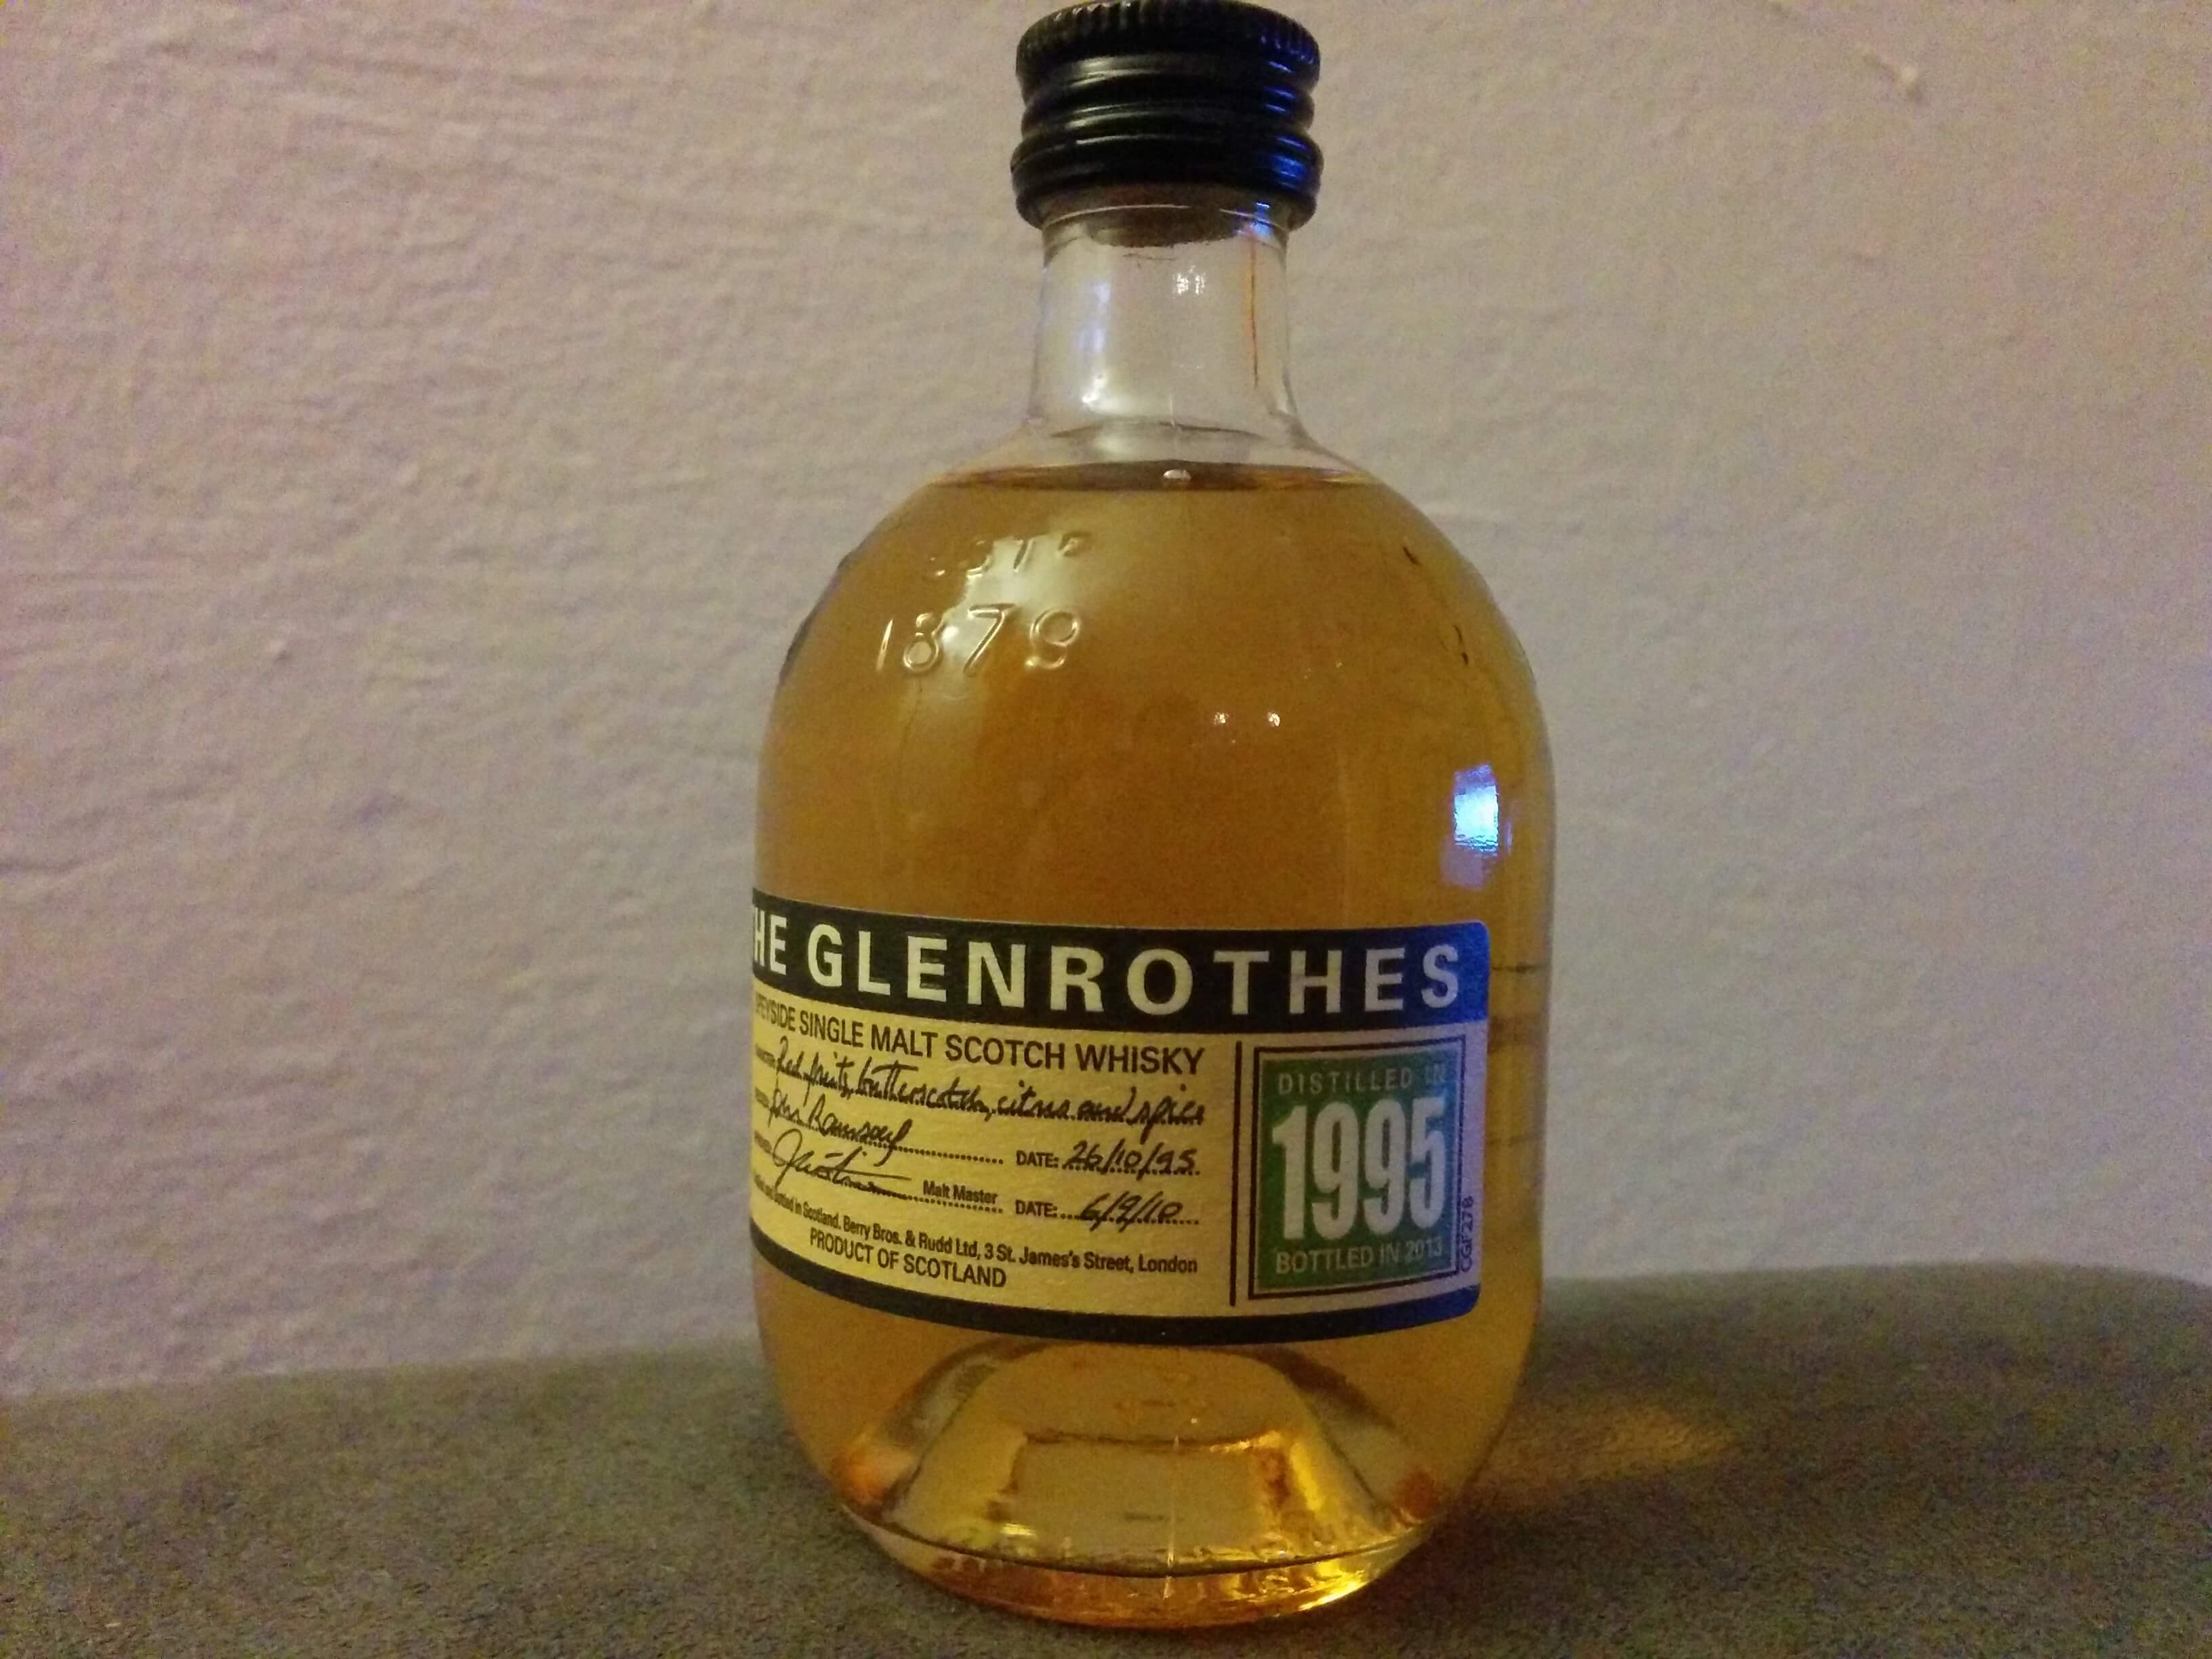 1879
THE GLENROTHES
SPEYSIDE SINGLE MALT SCOTCH WHISKY
Red fruits, butterscotch, citrus and spice
John Ramsay DATE: 26/10/95
Malt Master DATE: 6/9/10
bottled in Scotland. Berry Bros. & Rudd Ltd, 3 St. James's Street, London
PRODUCT OF SCOTLAND
DISTILLED IN
1995
BOTTLED IN 2013